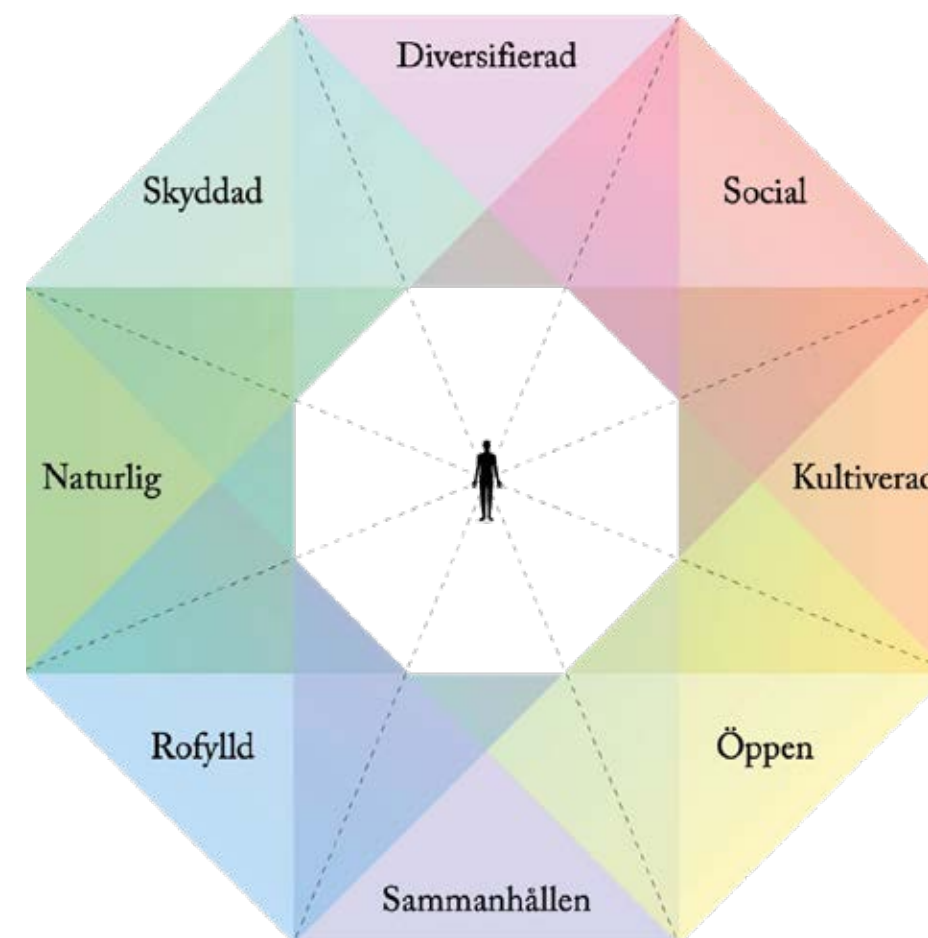 Diversifierad
Skyddad
Social
Naturlig
Kultiverad
Rofylld
Öppen
Sammanhållen